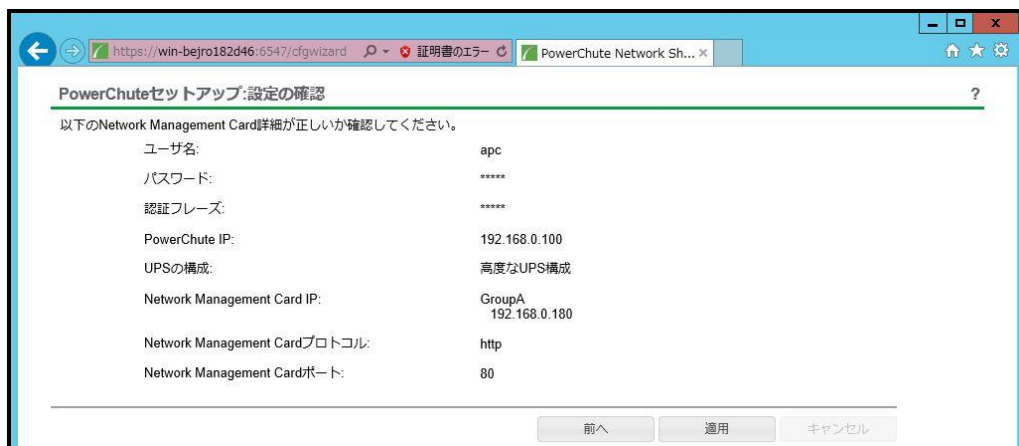 https://win-bejro182d46:6547/cfgwizard 証明書のエラー PowerChute Network Sh...
PowerChuteセットアップ:設定の確認 ?
以下のNetwork Management Card詳細が正しいか確認してください。
ユーザ名: apc
パスワード: *****
認証フレーズ: *****
PowerChute IP: 192.168.0.100
UPSの構成: 高度なUPS構成
Network Management Card IP: GroupA
192.168.0.180
Network Management Cardプロトコル: http
Network Management Cardポート: 80
前へ 適用 キャンセル